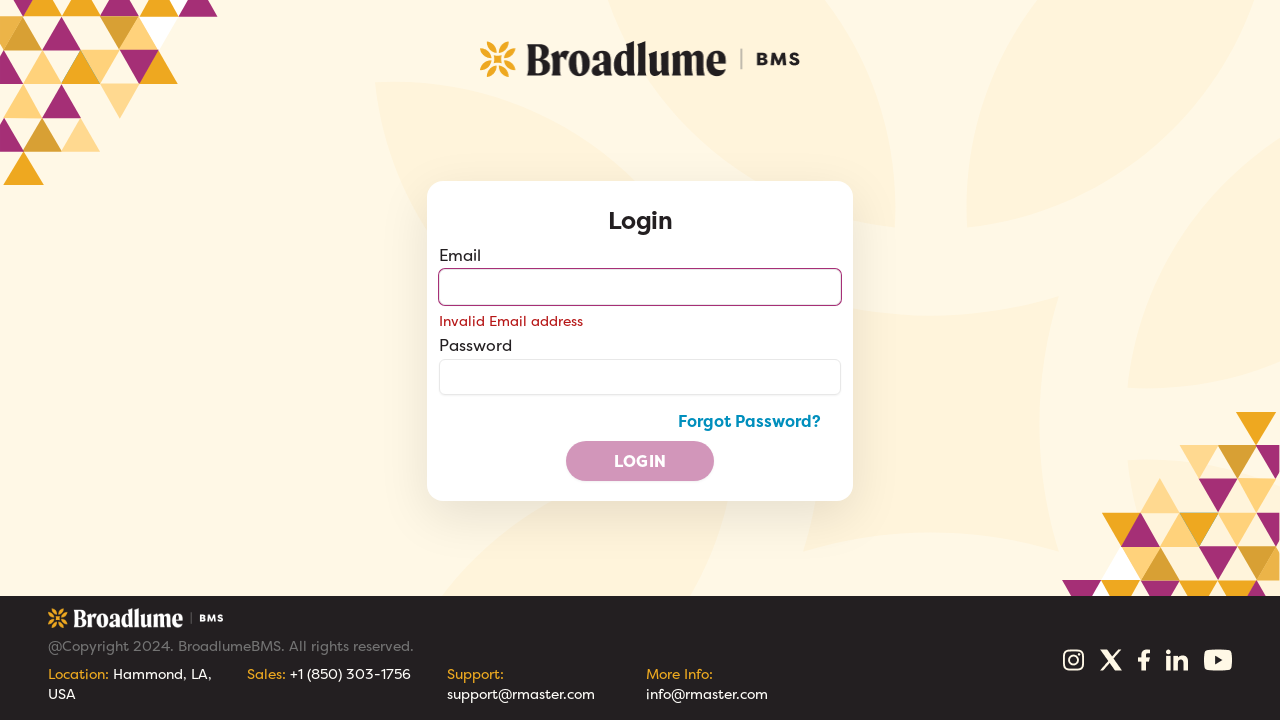 Broadlume | BMS
Login
Email
Invalid Email address
Password
Forgot Password?
LOGIN
Broadlume | BMS
@Copyright 2024. BroadlumeBMS. All rights reserved.
Location: Hammond, LA, USA
Sales: +1 (850) 303-1756
Support: support@rmaster.com
More Info: info@rmaster.com